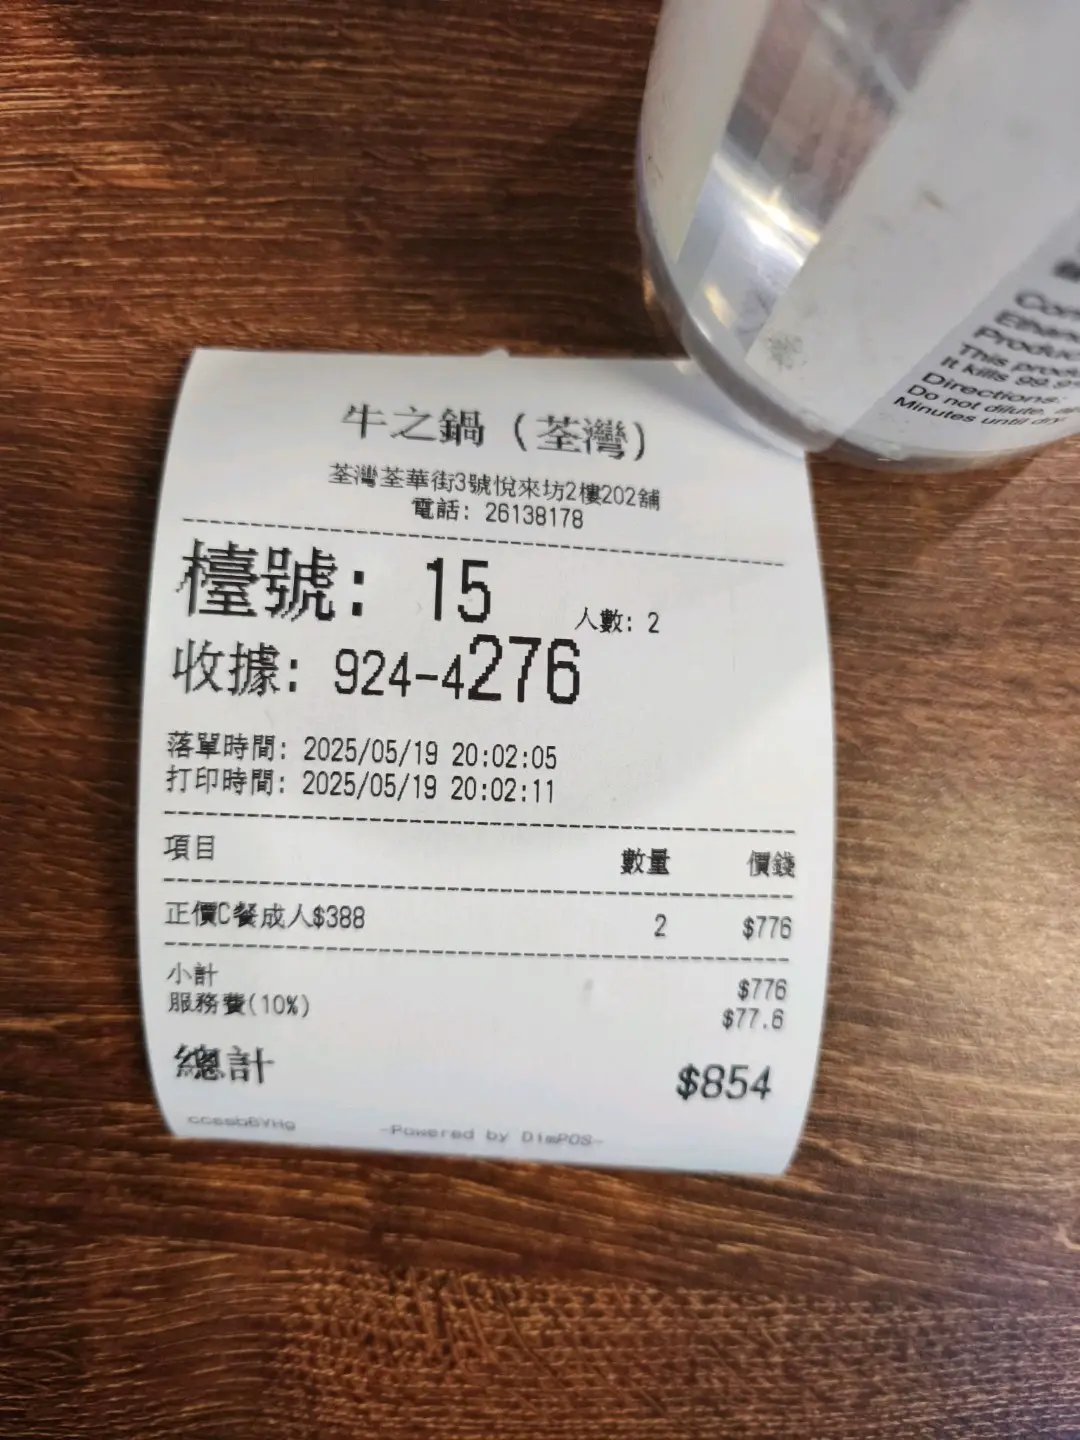 牛之鍋（荃灣）
荃灣荃華街3號悅來坊2樓202舖
電話: 26138178
檯號: 15 人數: 2
收據: 924-4276
落單時間: 2025/05/19 20:02:05
打印時間: 2025/05/19 20:02:11
項目 數量 價錢
正價C餐成人$388 2 $776
小計 $776
服務費(10%) $77.6
總計 $854
-Powered by DimPOS-
Directions:
Do not dilute,
Minutes until dry
This
It kills 99.9